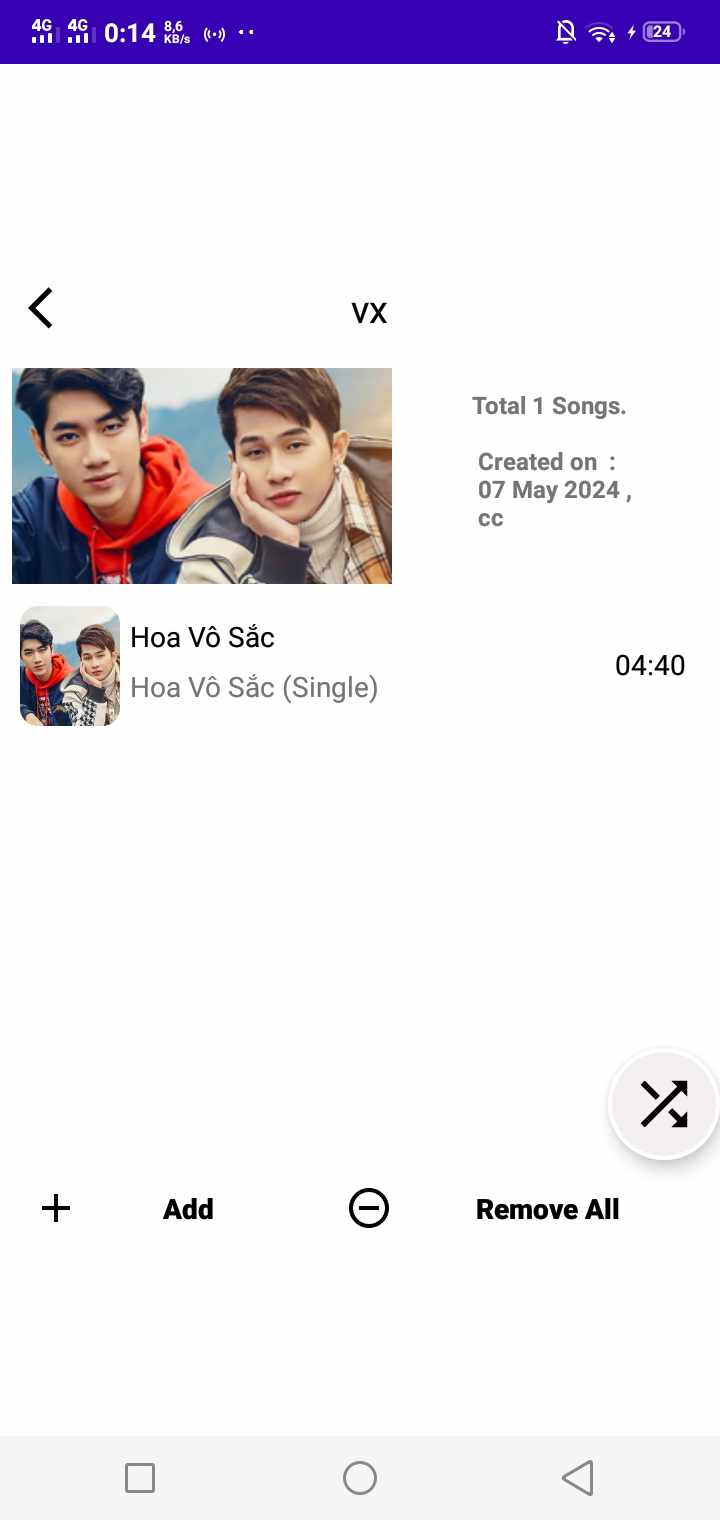 4G 4G 0:14 8,6 KB/s 24
VX
Total 1 Songs.
Created on :
07 May 2024 ,
cc
Hoa Vô Sắc
04:40
Hoa Vô Sắc (Single)
Add
Remove All